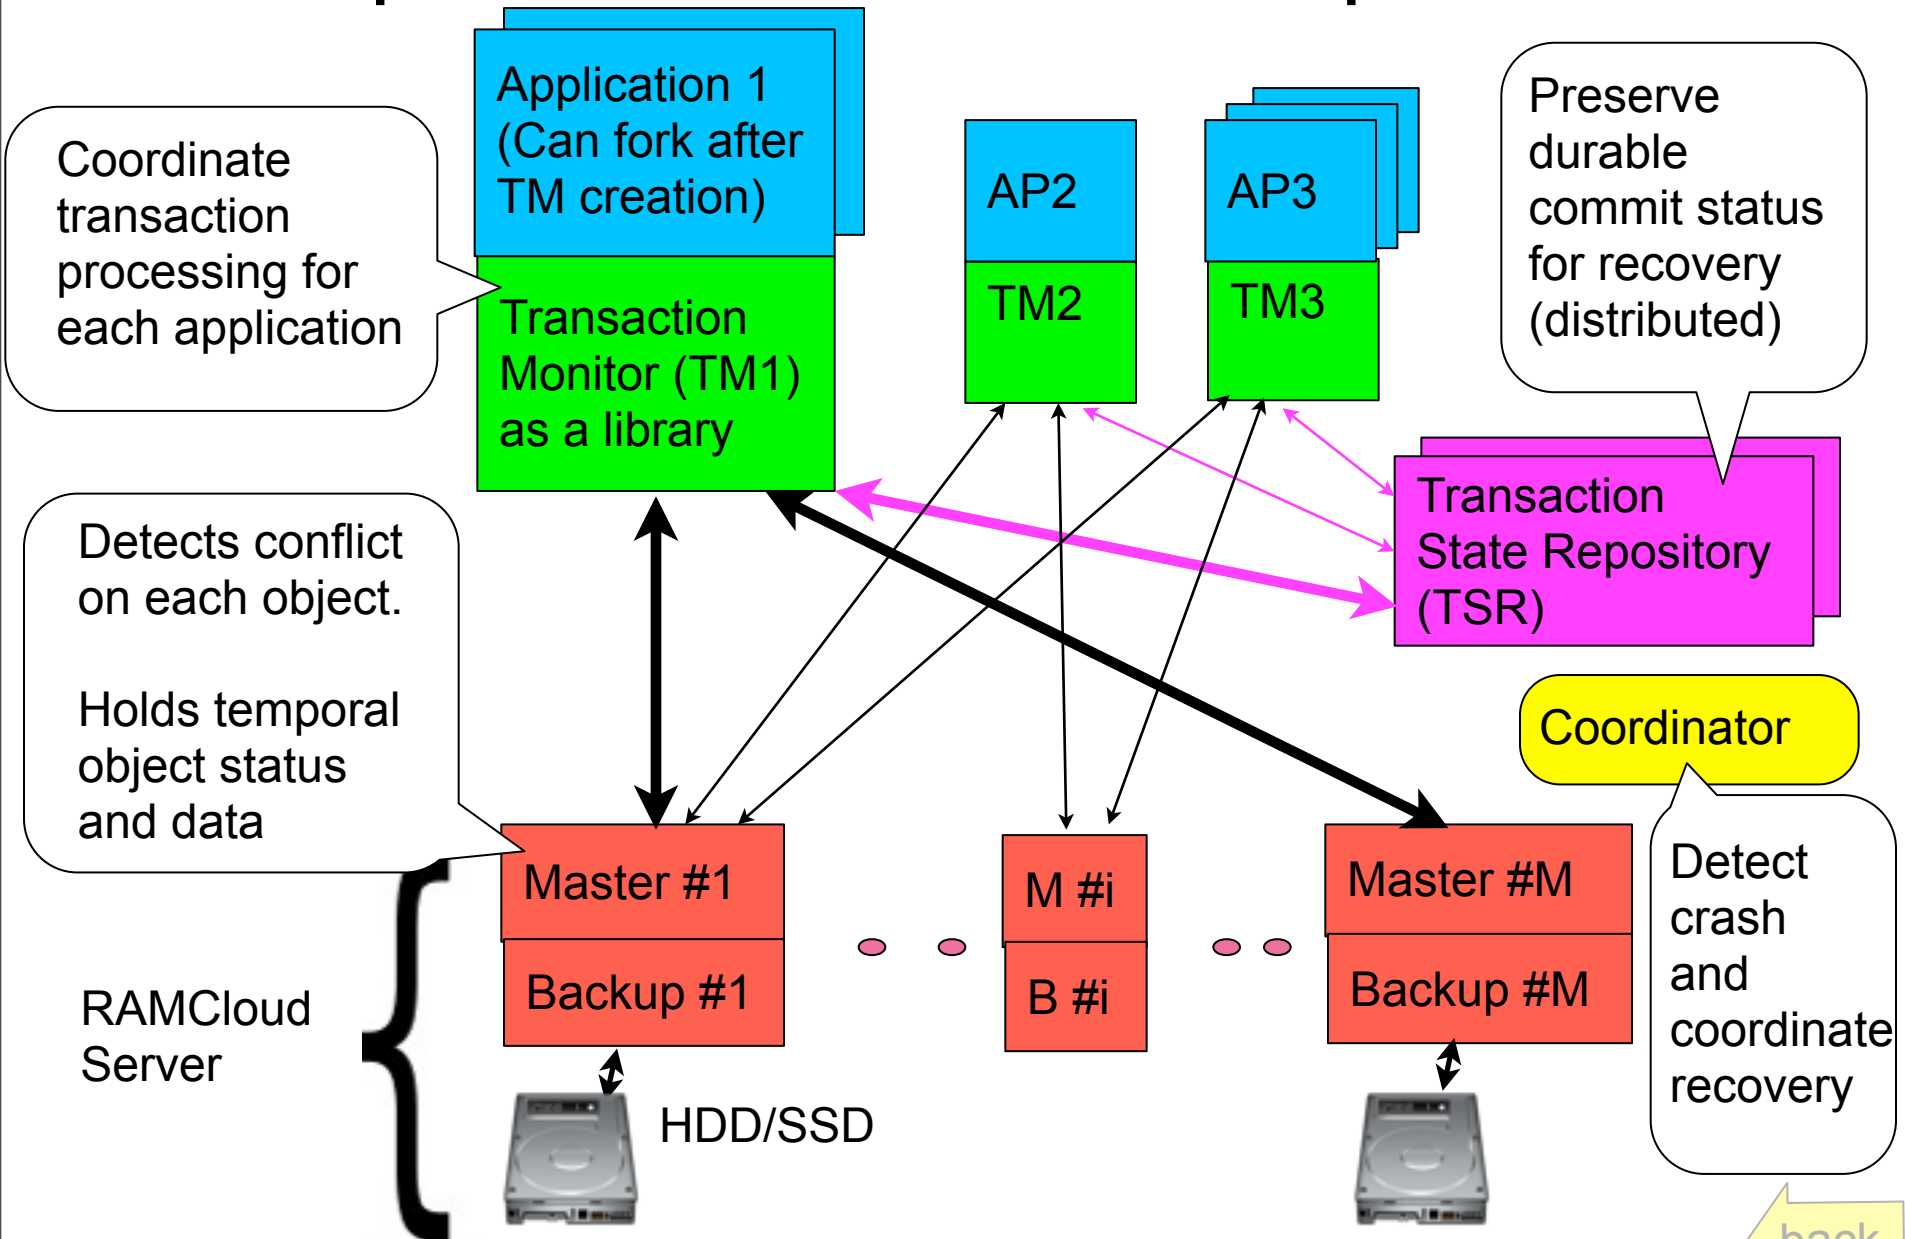 Application 1
(Can fork after
TM creation)
Coordinate
transaction
processing for
each application
Transaction
Monitor (TM1)
as a library
AP2
TM2
AP3
TM3
Preserve
durable
commit status
for recovery
(distributed)
Transaction
State Repository
(TSR)
Detects conflict
on each object.
Holds temporal
object status
and data
Coordinator
Detect
crash
and
coordinate
recovery
Master #1
Backup #1
M #i
B #i
Master #M
Backup #M
RAMCloud
Server
HDD/SSD
back